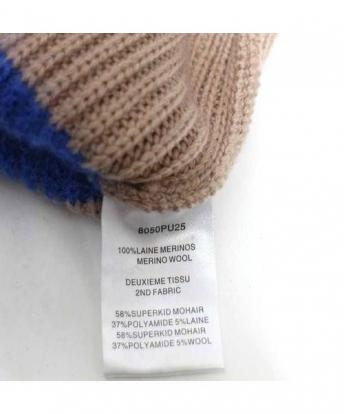 8050PU25
100%LAINE MERINOS
MERINO WOOL
DEUXIEME TISSU
2ND FABRIC
58%SUPERKID MOHAIR
37%POLYAMIDE 5%LAINE
58%SUPERKID MOHAIR
37%POLYAMIDE 5%WOOL